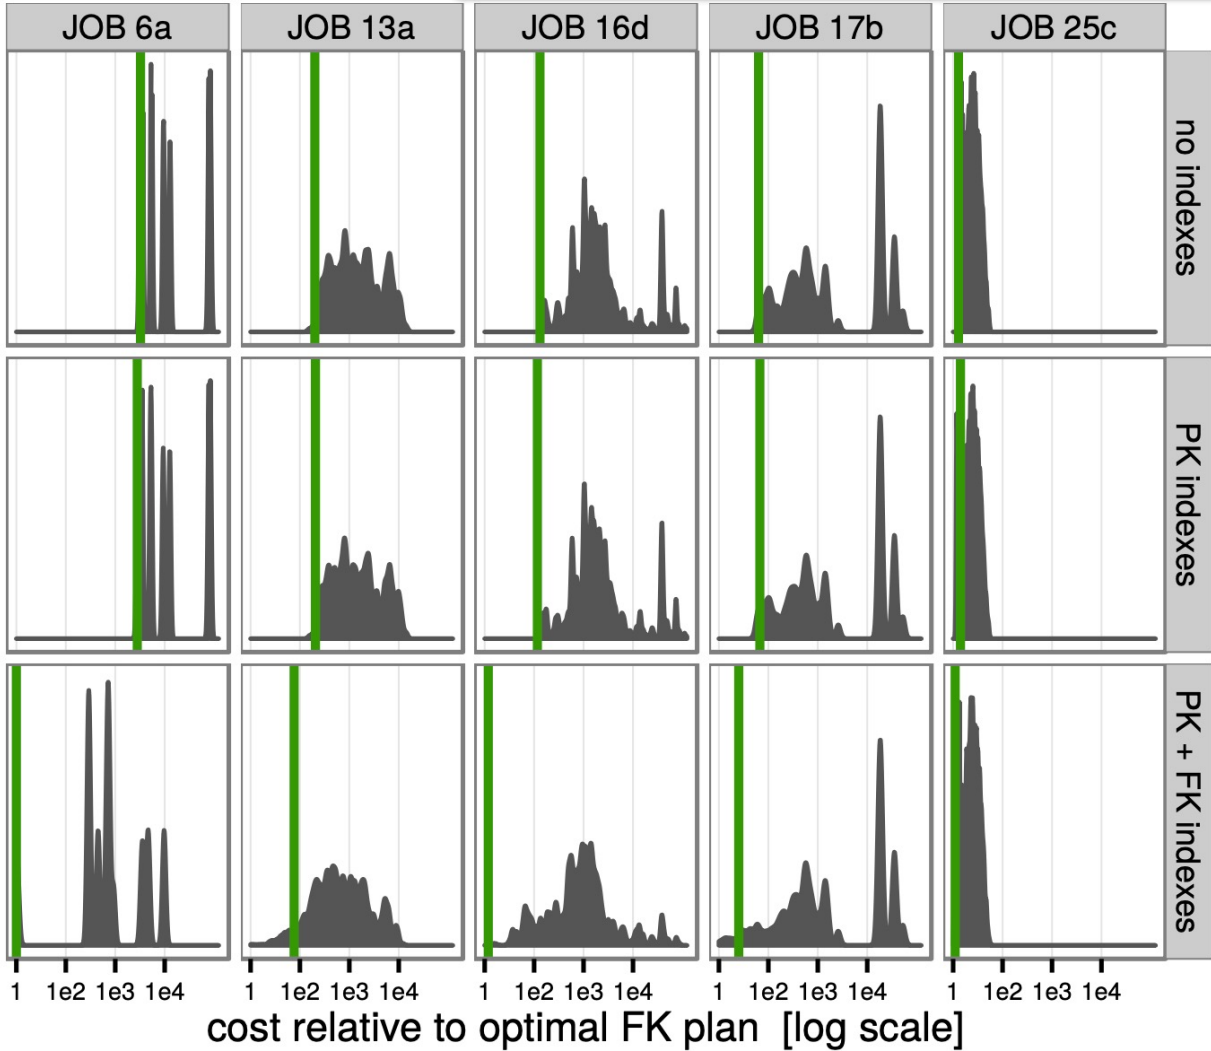 JOB 6a JOB 13a JOB 16d JOB 17b JOB 25c
no indexes
PK indexes
PK + FK indexes
1 1e2 1e3 1e4 1 1e2 1e3 1e4 1 1e2 1e3 1e4 1 1e2 1e3 1e4 1 1e2 1e3 1e4
cost relative to optimal FK plan [log scale]